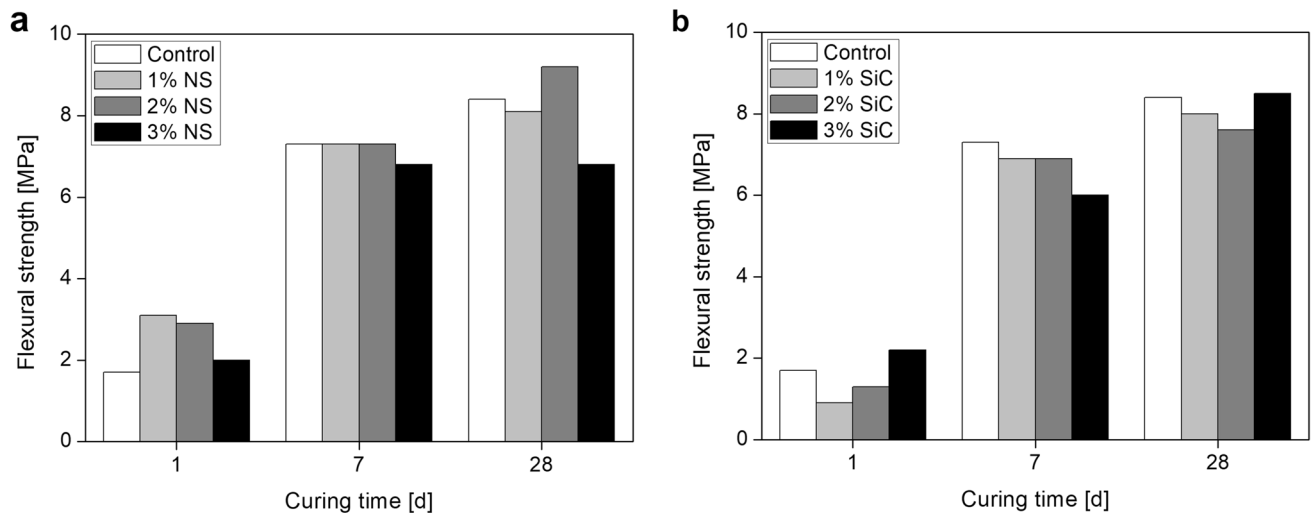 a
Flexural strength [MPa]
10
8
6
4
2
0
Control
1% NS
2% NS
3% NS
1
7
28
Curing time [d]
b
Flexural strength [MPa]
10
8
6
4
2
0
Control
1% SiC
2% SiC
3% SiC
1
7
28
Curing time [d]